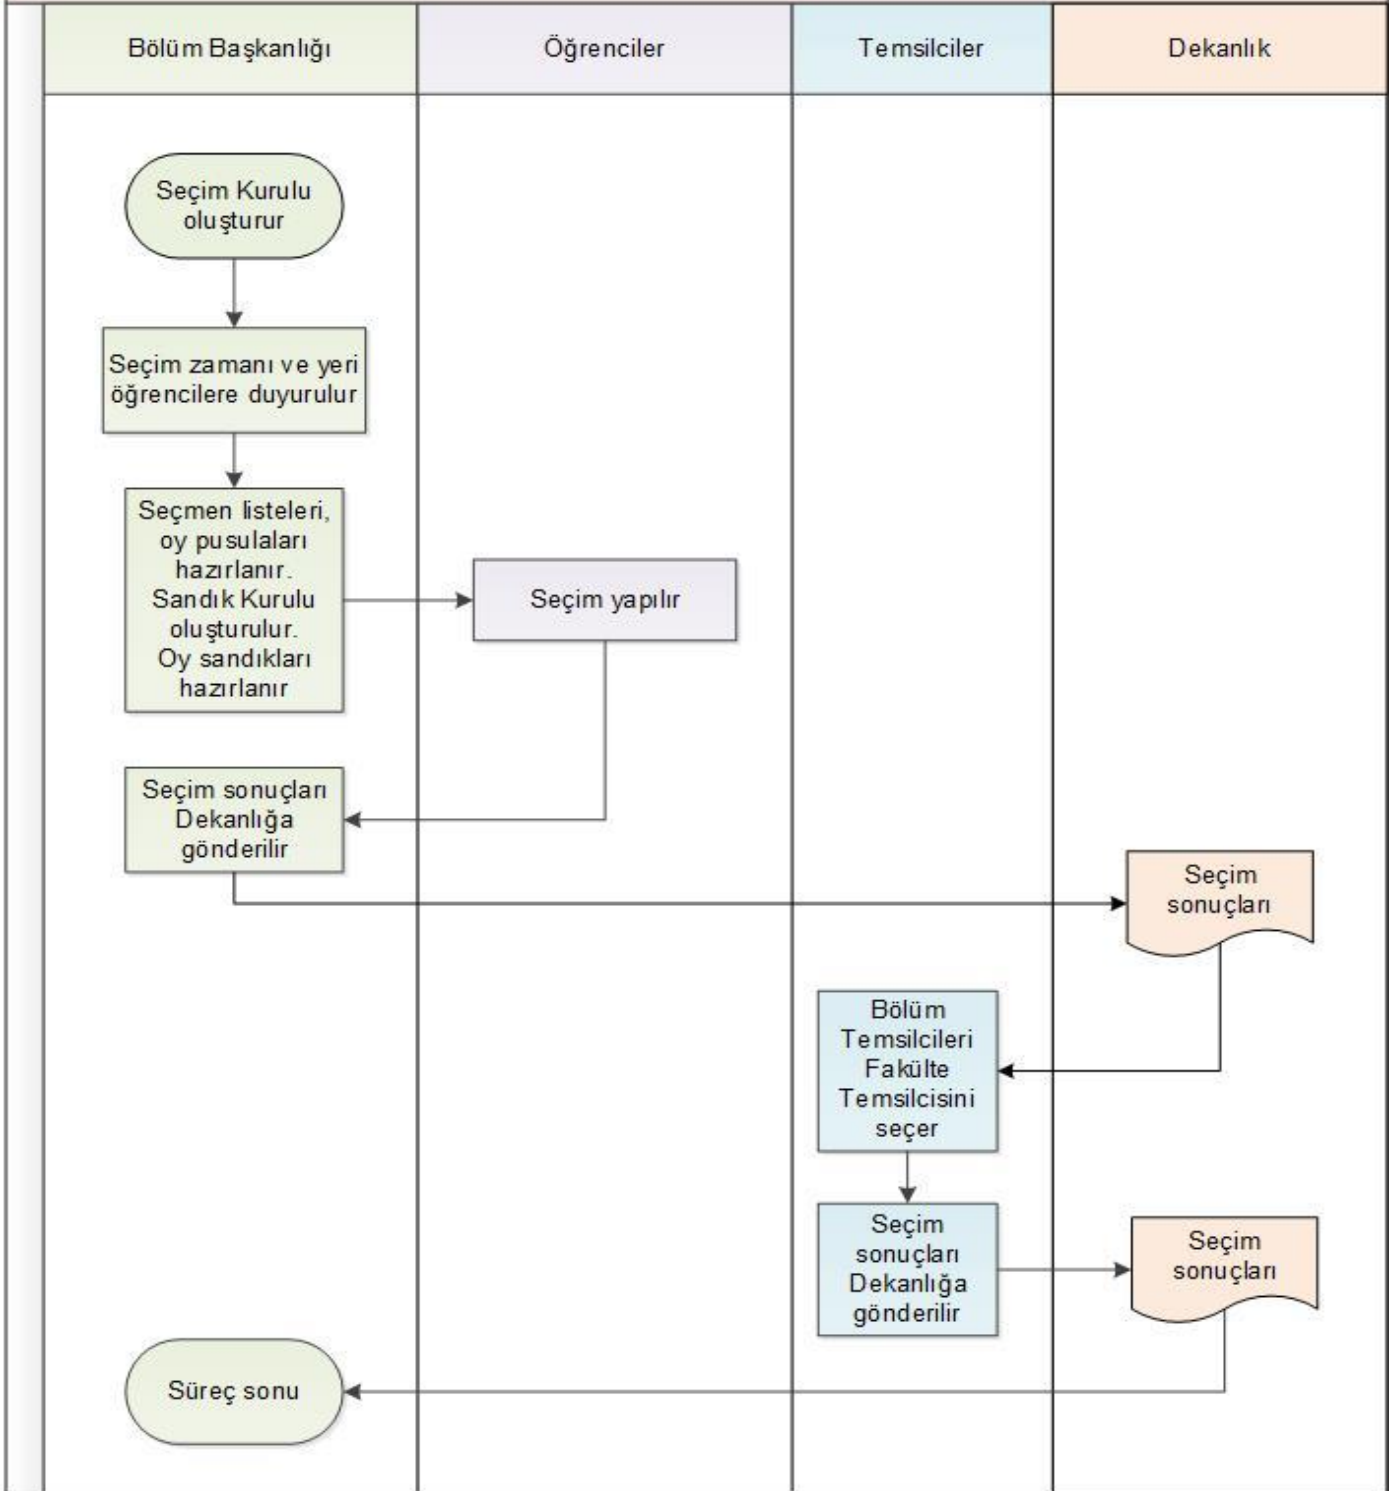 Bölüm Başkanlığı
Öğrenciler
Temsilciler
Dekanlık
Seçim Kurulu
oluşturur
Seçim zamanı ve yeri
öğrencilere duyurulur
Seçmen listeleri,
oy pusulaları
hazırlanır.
Sandık Kurulu
oluşturulur.
Oy sandıkları
hazırlanır
Seçim yapılır
Seçim sonuçları
Dekanlığa
gönderilir
Seçim
sonuçları
Bölüm
Temsilcileri
Fakülte
Temsilcisini
seçer
Seçim
sonuçları
Dekanlığa
gönderilir
Seçim
sonuçları
Süreç sonu